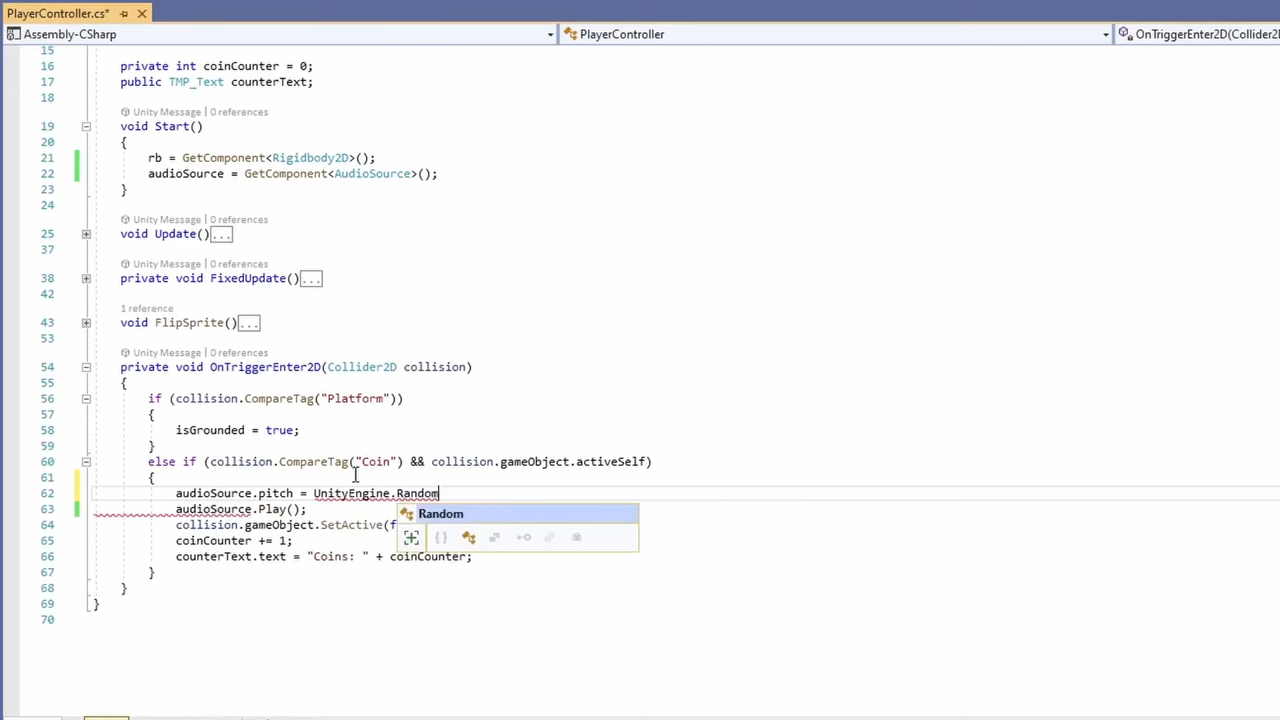 PlayerController.cs*
Assembly-CSharp PlayerController OnTriggerEnter2D(Collider2D
15
16 private int coinCounter = 0;
17 public TMP_Text counterText;
18
Unity Message | 0 references
19 void Start()
20 {
21 rb = GetComponent<Rigidbody2D>();
22 audioSource = GetComponent<AudioSource>();
23 }
24
Unity Message | 0 references
25 void Update()...
37
Unity Message | 0 references
38 private void FixedUpdate()...
42
1 reference
43 void FlipSprite()...
53
Unity Message | 0 references
54 private void OnTriggerEnter2D(Collider2D collision)
55 {
56 if (collision.CompareTag("Platform"))
57 {
58 isGrounded = true;
59 }
60 else if (collision.CompareTag("Coin") && collision.gameObject.activeSelf)
61 {
62 audioSource.pitch = UnityEngine.Random
63 audioSource.Play();
Random
64 collision.gameObject.SetActive(f
65 coinCounter += 1;
66 counterText.text = "Coins: " + coinCounter;
67 }
68 }
69 }
70